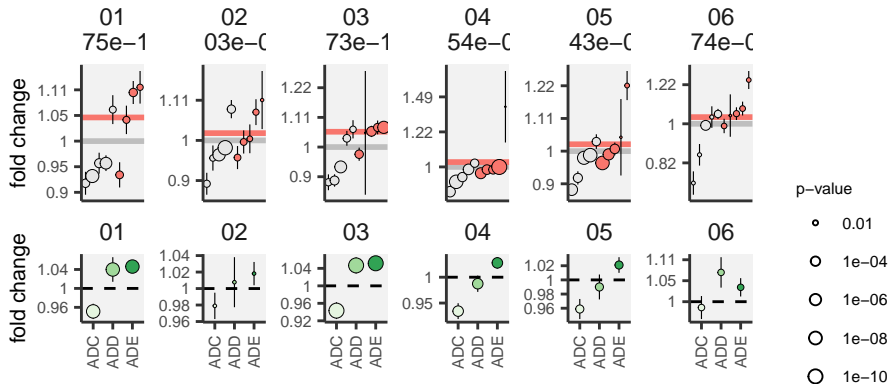 01 02 03 04 05 06
75e−1 03e−0 73e−1 54e−0 43e−0 74e−0
fold change
1.11 1.05 1 0.95 0.9
1.11 1 0.9
1.22 1.11 1 0.9
1.49 1.22 1
1.22 1.11 1 0.9
1.22 1 0.82
01 02 03 04 05 06
fold change
1.04 1 0.96
1.04 1.02 1 0.98 0.96
1.04 1 0.96 0.92
1 0.95
1.02 1 0.98 0.96
1.11 1.05 1
ADC ADD ADE
ADC ADD ADE
ADC ADD ADE
ADC ADD ADE
ADC ADD ADE
ADC ADD ADE
p−value
0.01
1e−04
1e−06
1e−08
1e−10